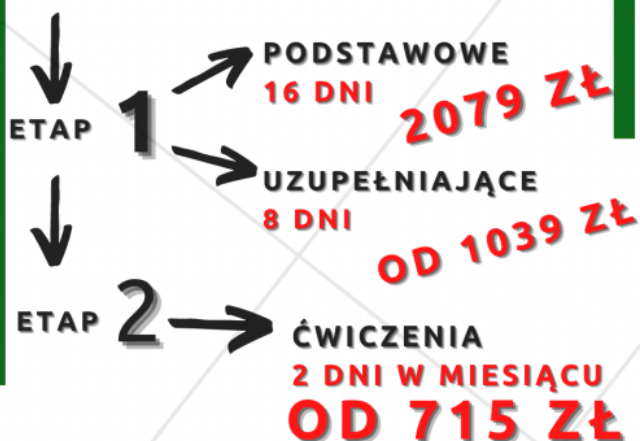 PODSTAWOWE
16 DNI
2079 ZŁ
ETAP 1
UZUPEŁNIAJĄCE
8 DNI
OD 1039 ZŁ
ETAP 2
ĆWICZENIA
2 DNI W MIESIĄCU
OD 715 ZŁ